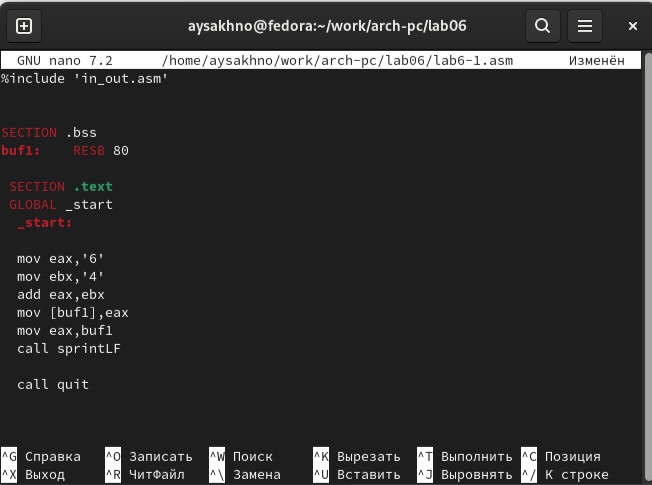 aysakhno@fedora:~/work/arch-pc/lab06
GNU nano 7.2 /home/aysakhno/work/arch-pc/lab06/lab6-1.asm Изменён
%include 'in_out.asm'
SECTION .bss
buf1: RESB 80
SECTION .text
GLOBAL _start
_start:
mov eax,'6'
mov ebx,'4'
add eax,ebx
mov [buf1],eax
mov eax,buf1
call sprintLF
call quit
^G Справка ^O Записать ^W Поиск ^K Вырезать ^T Выполнить ^C Позиция
^X Выход ^R ЧитФайл ^\ Замена ^U Вставить ^J Выровнять ^/ К строке